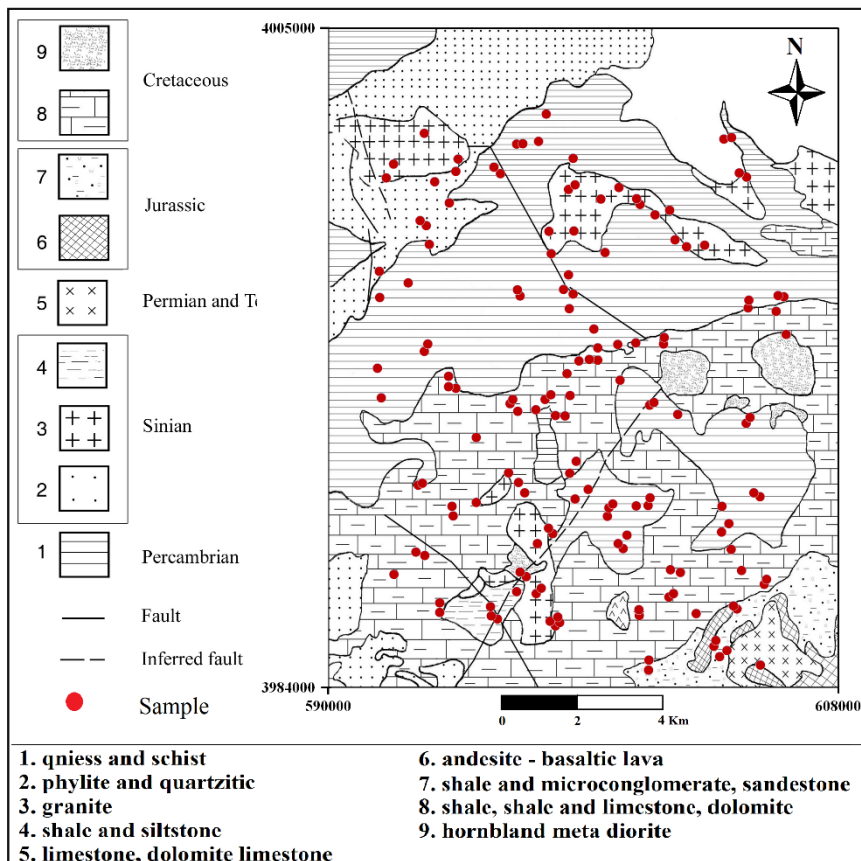 4005000
N
9
Cretaceous
8
7
Jurassic
6
5
Permian and To
4
3
Sinian
2
1
Percambrian
Fault
Inferred fault
Sample
3984000
590000
608000
0
2
4 Km
1. qniess and schist
2. phylite and quartzitic
3. granite
4. shale and siltstone
5. limestone, dolomite limestone
6. andesite - basaltic lava
7. shale and microconglomerate, sandestone
8. shale, shale and limestone, dolomite
9. hornbland meta diorite